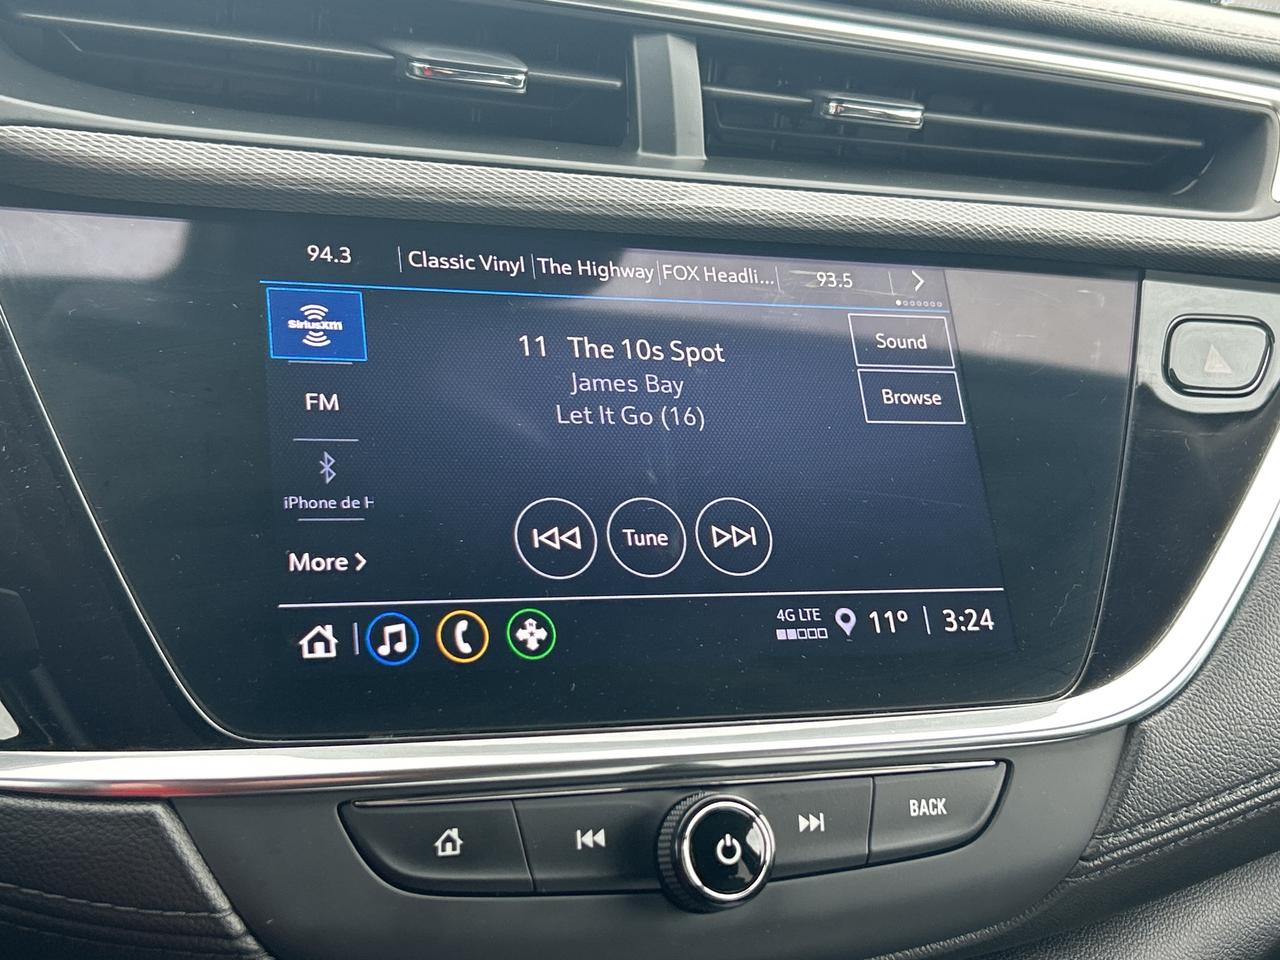 94.3 Classic Vinyl The Highway FOX Headli... 93.5
SiriusXM
11 The 10s Spot
James Bay
Let It Go (16)
Sound
Browse
FM
iPhone de H
More
Tune
4G LTE
11° 3:24
BACK